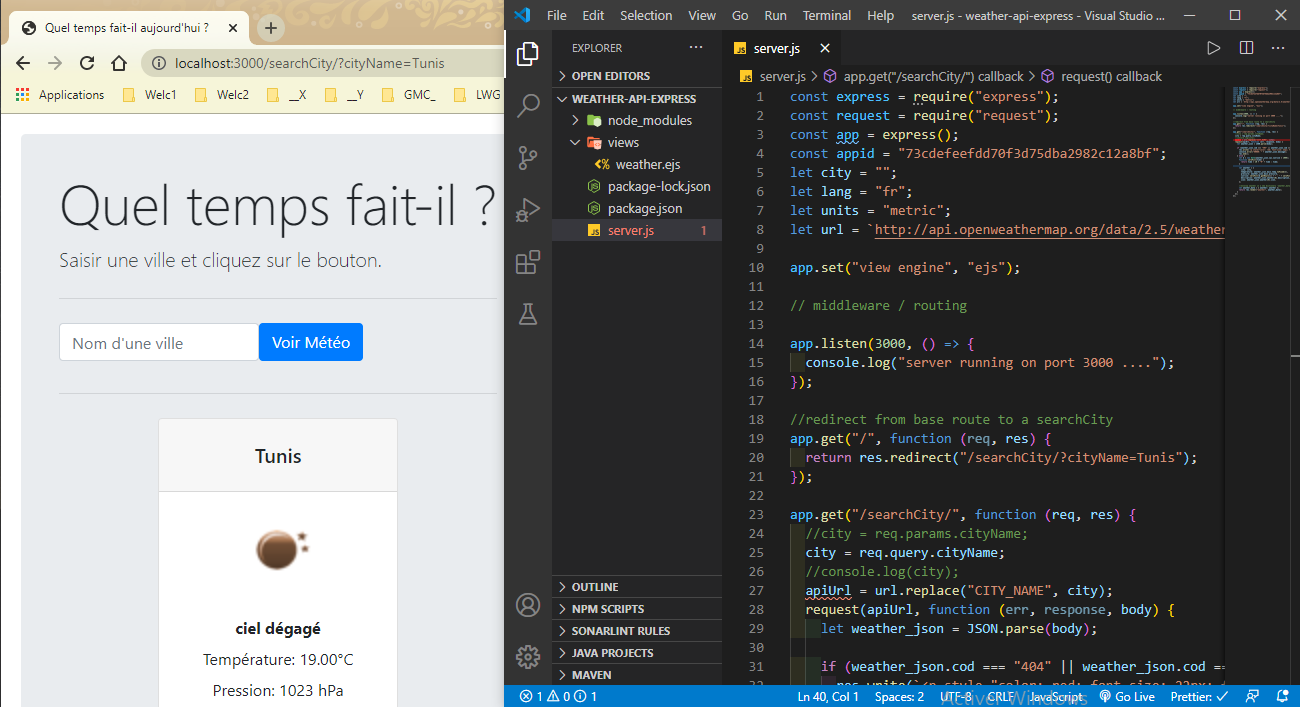 Quel temps fait-il aujourd'hui ?
localhost:3000/searchCity/?cityName=Tunis
Applications Welc1 Welc2 __X __Y GMC_ LWG
Quel temps fait-il ?
Saisir une ville et cliquez sur le bouton.
Nom d'une ville Voir Météo
Tunis
ciel dégagé
Température: 19.00°C
Pression: 1023 hPa
File Edit Selection View Go Run Terminal Help server.js - weather-api-express - Visual Studio ...
EXPLORER
OPEN EDITORS
WEATHER-API-EXPRESS
node_modules
views
weather.ejs
package-lock.json
package.json
server.js 1
OUTLINE
NPM SCRIPTS
SONARLINT RULES
JAVA PROJECTS
MAVEN
server.js
server.js > app.get("/searchCity/") callback > request() callback
1 const express = require("express");
2 const request = require("request");
3 const app = express();
4 const appid = "73cdefeefdd70f3d75dba2982c12a8bf";
5 let city = "";
6 let lang = "fr";
7 let units = "metric";
8 let url = `http://api.openweathermap.org/data/2.5/weather
9
10 app.set("view engine", "ejs");
11
12 // middleware / routing
13
14 app.listen(3000, () => {
15 console.log("server running on port 3000 ....");
16 });
17
18 //redirect from base route to a searchCity
19 app.get("/", function (req, res) {
20 return res.redirect("/searchCity/?cityName=Tunis");
21 });
22
23 app.get("/searchCity/", function (req, res) {
24 //city = req.params.cityName;
25 city = req.query.cityName;
26 //console.log(city);
27 apiUrl = url.replace("CITY_NAME", city);
28 request(apiUrl, function (err, response, body) {
29 let weather_json = JSON.parse(body);
30
31 if (weather_json.cod === "404" || weather_json.cod ==
1 0 1 Ln 40, Col 1 Spaces: 2 UTF-8 CRLF JavaScript Go Live Prettier: ✓
Activer Windows